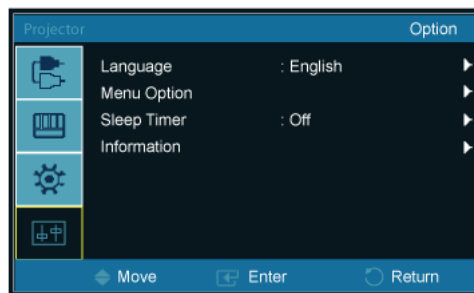 Projector Option
Language : English
Menu Option
Sleep Timer : Off
Information
Move Enter Return